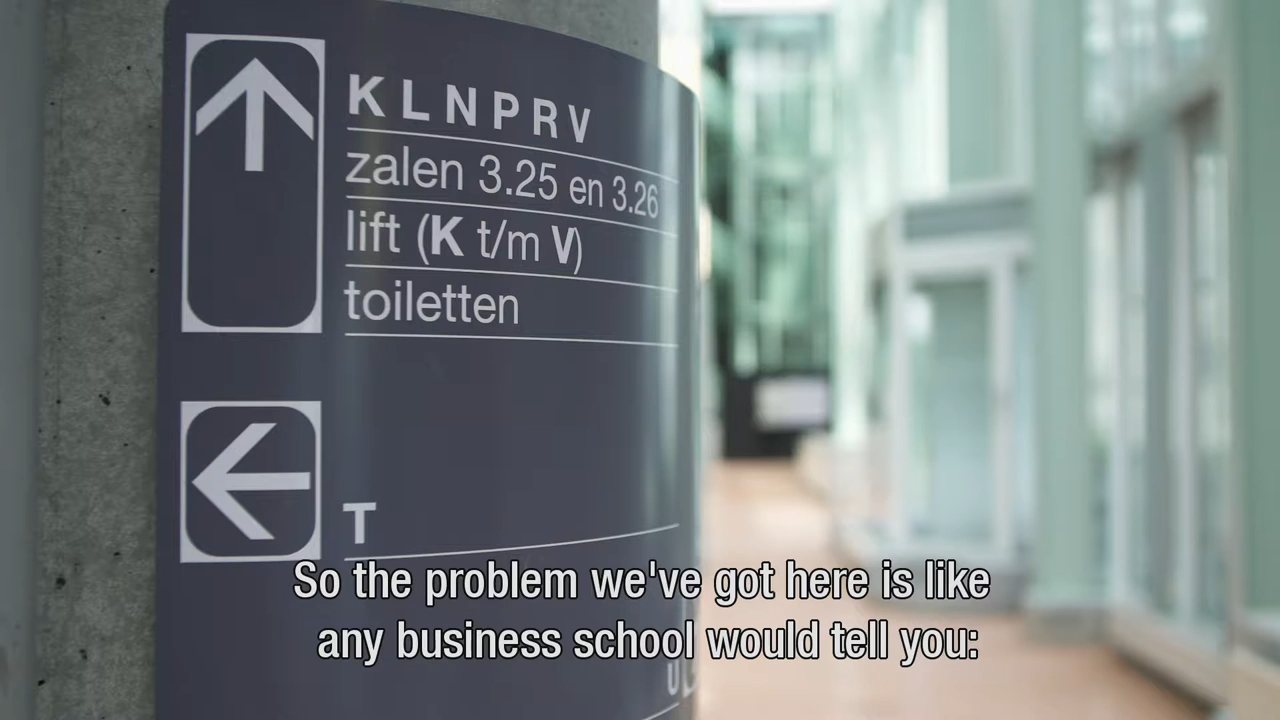 K L N P R V
zalen 3.25 en 3.26
lift (K t/m V)
toiletten
T
So the problem we've got here is like
any business school would tell you: